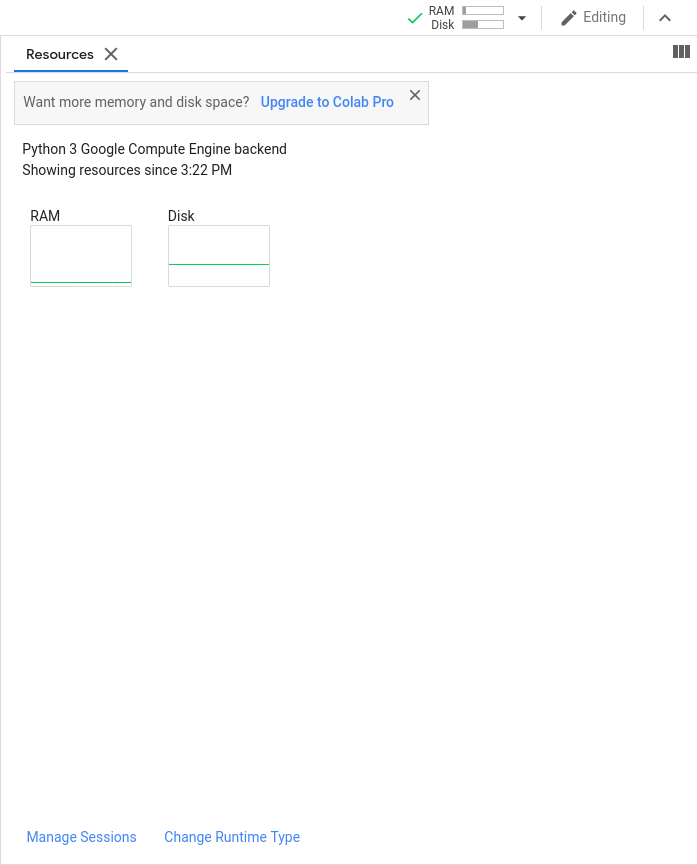 RAM
Disk
Editing
Resources
Want more memory and disk space? Upgrade to Colab Pro
Python 3 Google Compute Engine backend
Showing resources since 3:22 PM
RAM Disk
Manage Sessions Change Runtime Type